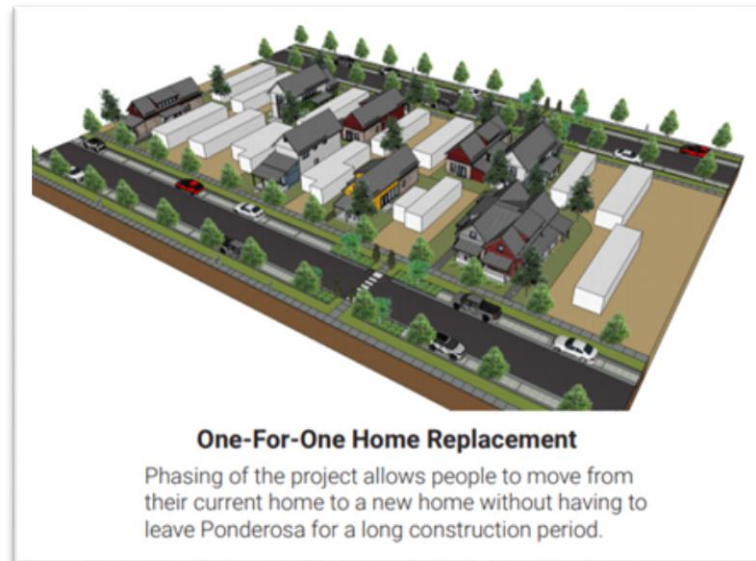 One-For-One Home Replacement
Phasing of the project allows people to move from
their current home to a new home without having to
leave Ponderosa for a long construction period.